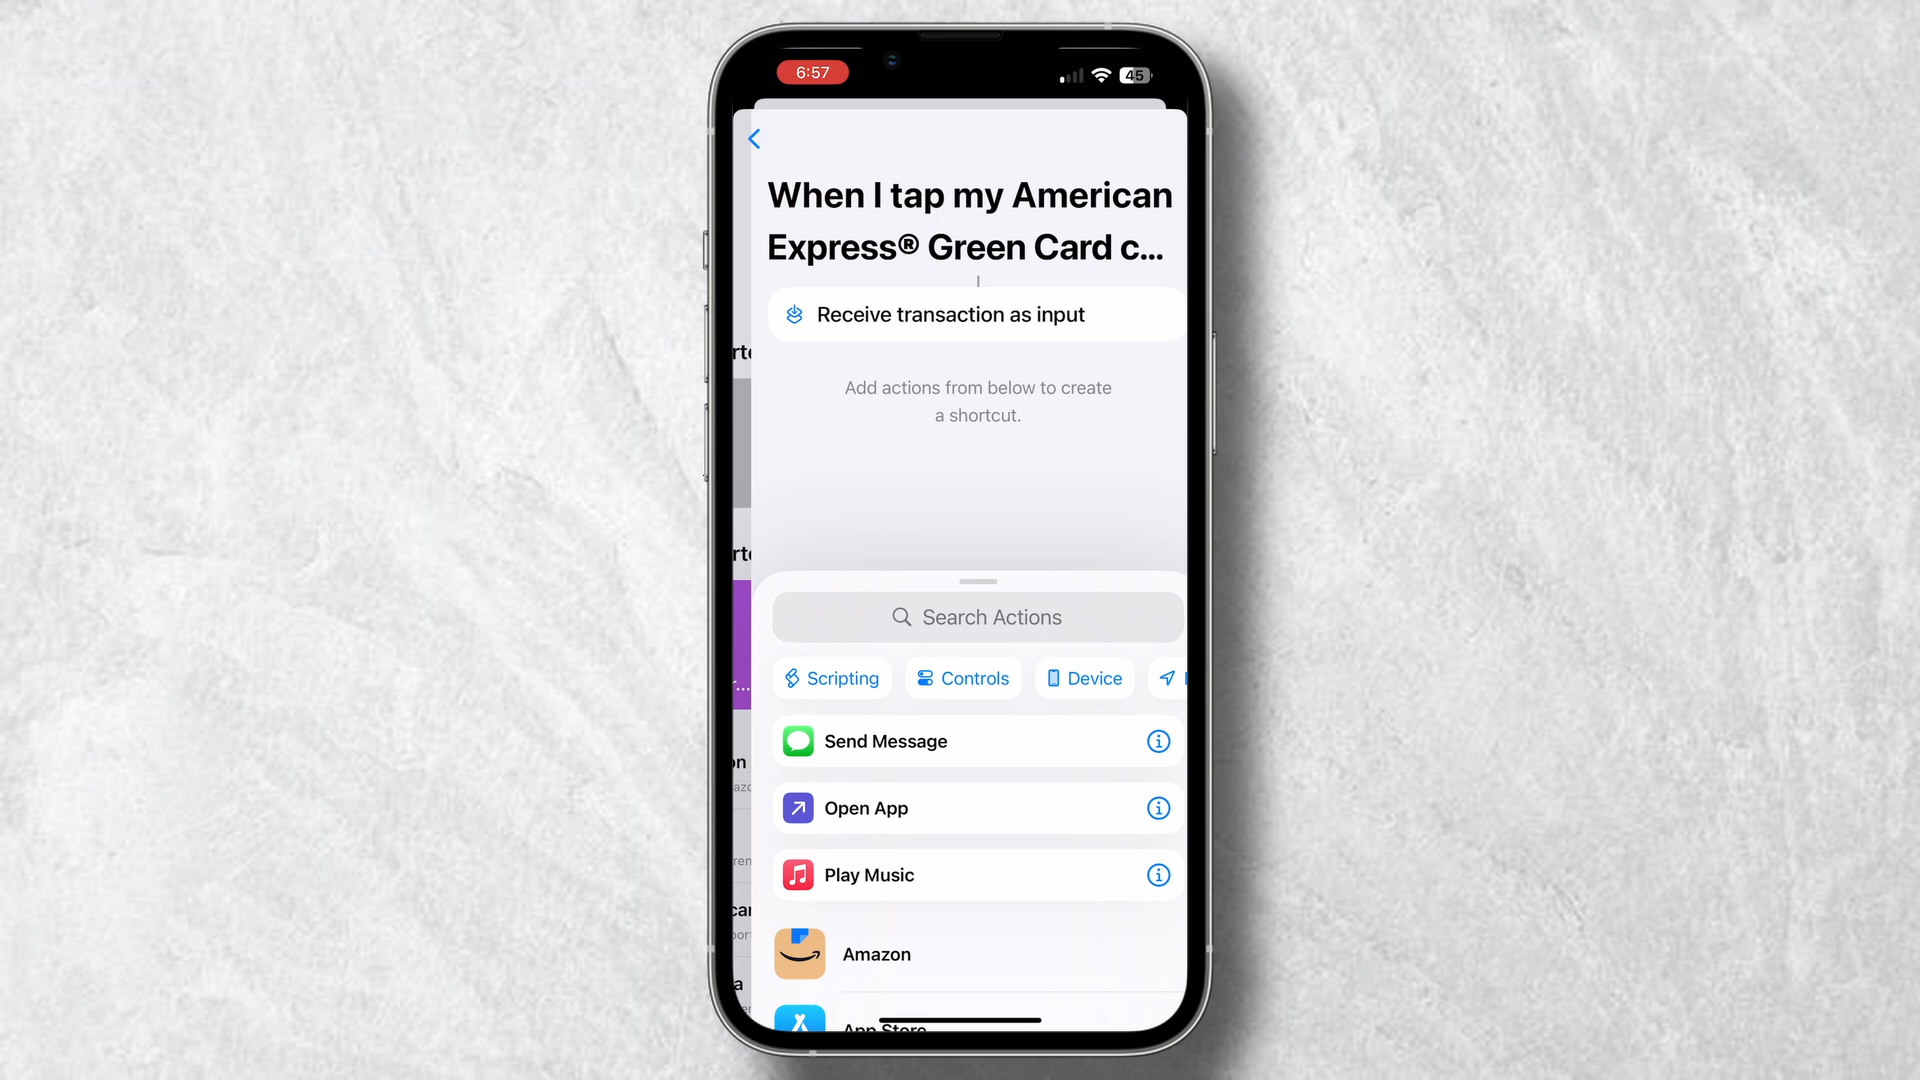 6:57
45
When I tap my American
Express® Green Card c...
Receive transaction as input
Add actions from below to create
a shortcut.
Search Actions
Scripting
Controls
Device
Send Message
Open App
Play Music
Amazon
App Store